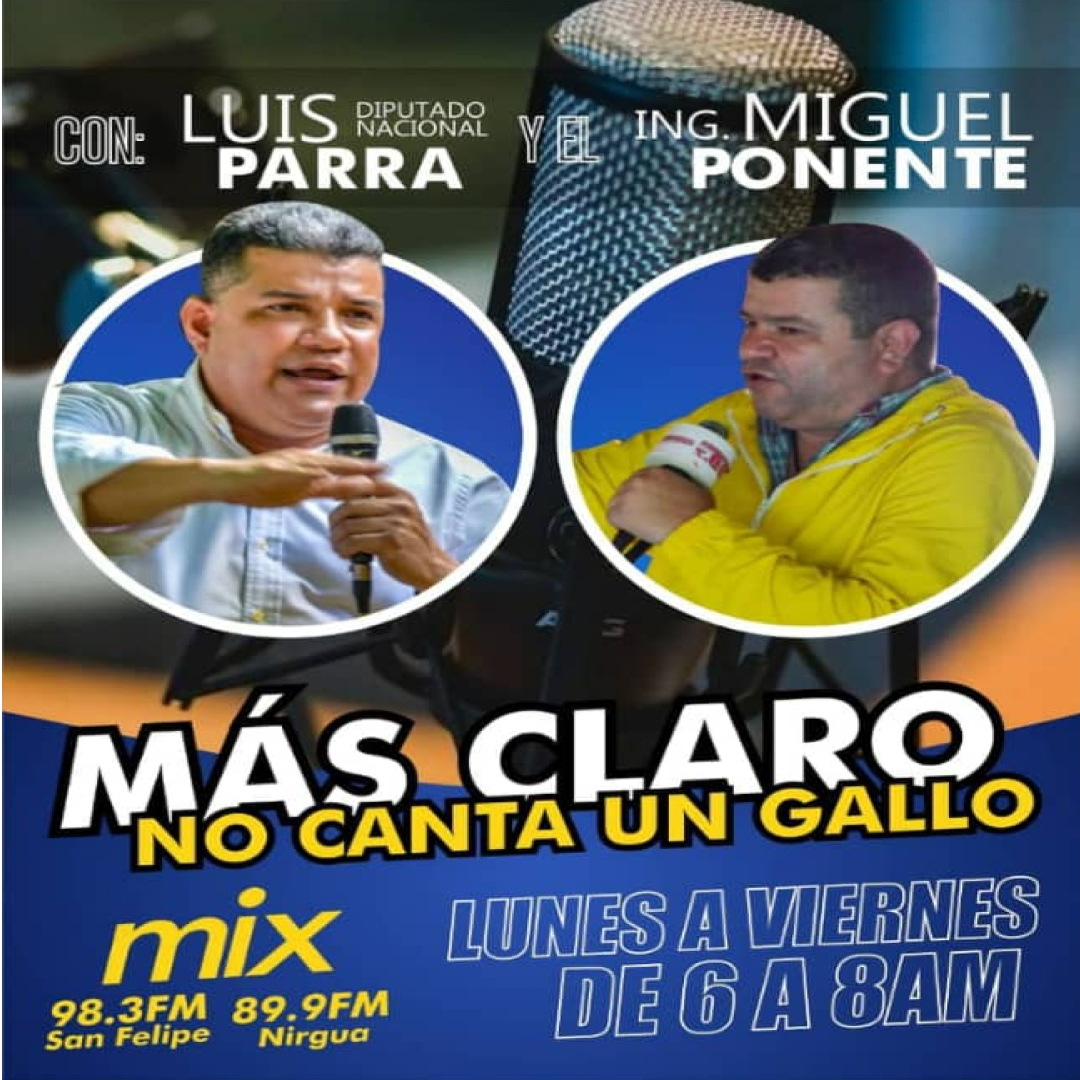 CON: LUIS DIPUTADO NACIONAL PARRA Y EL ING. MIGUEL PONENTE
MÁS CLARO
NO CANTA UN GALLO
mix
98.3FM 89.9FM
San Felipe Nirgua
LUNES A VIERNES
DE 6 A 8AM